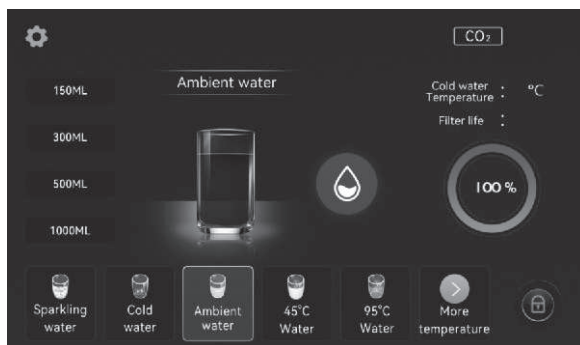 CO₂
150ML
300ML
500ML
1000ML
Ambient water
Cold water
Temperature : °C
Filter life :
100 %
Sparkling
water
Cold
water
Ambient
water
45°C
Water
95°C
Water
More
temperature